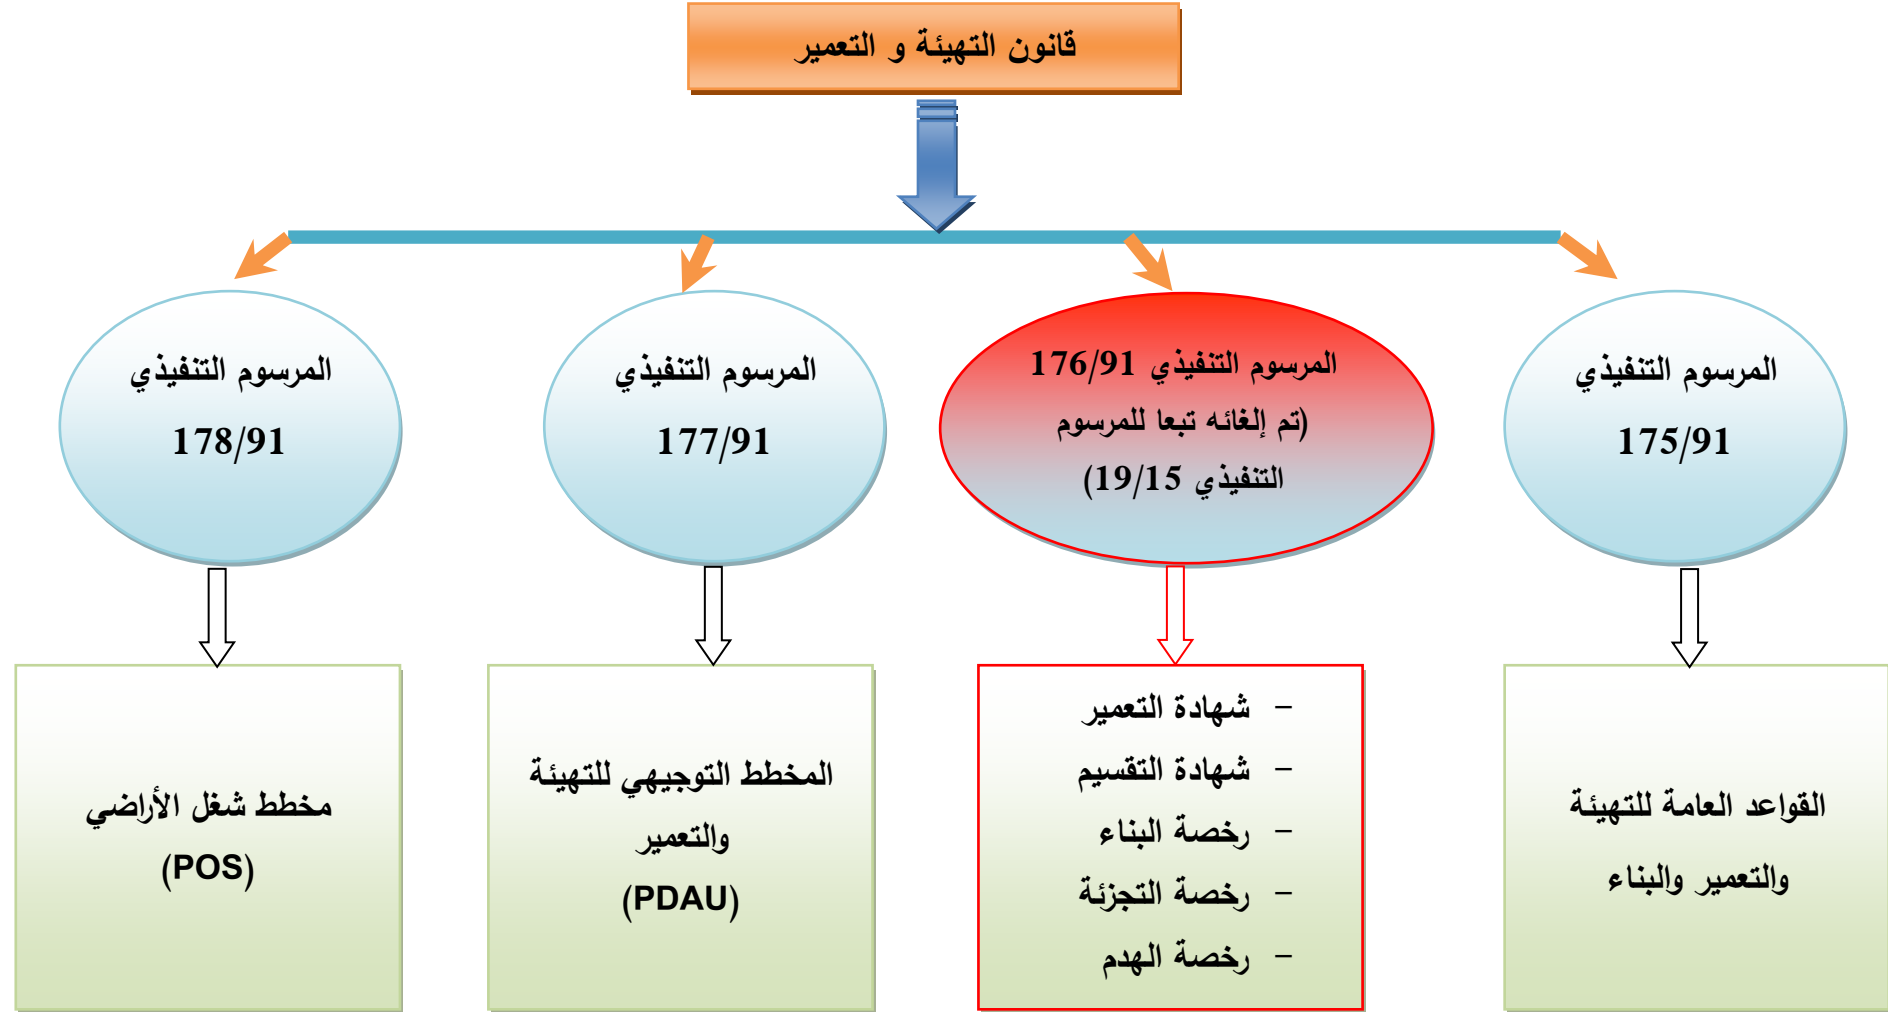 قانون التهيئة و التعمير
المرسوم التنفيذي
175/91
المرسوم التنفيذي 176/91
(تم إلغائه تبعا للمرسوم
التنفيذي 19/15)
المرسوم التنفيذي
177/91
المرسوم التنفيذي
178/91
القواعد العامة للتهيئة
والتعمير والبناء
- شهادة التعمير
- شهادة التقسيم
- رخصة البناء
- رخصة التجزئة
- رخصة الهدم
المخطط التوجيهي للتهيئة
والتعمير
(PDAU)
مخطط شغل الأراضي
(POS)